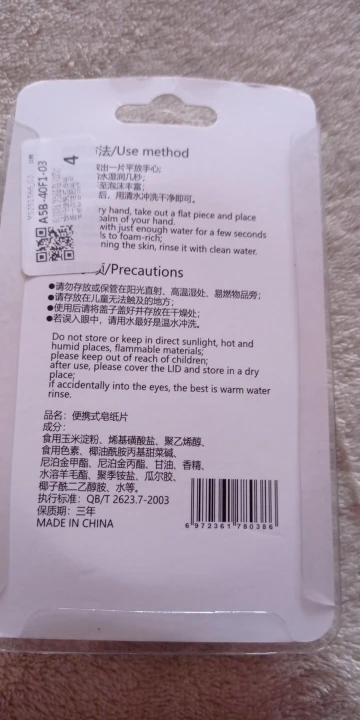 A5B-40F1-03
4
法/Use method
出一片平放手心;
水湿润几秒;
至泡沫丰富;
后，用清水冲洗干净即可。
ry hand, take out a flat piece and place
palm of your hand.
with just enough water for a few seconds
ls to foam-rich;
ning the skin, rinse it with clean water.
项/Precautions
●请勿存放或保管在阳光直射、高温湿处、易燃物品旁;
●请存放在儿童无法触及的地方;
●使用后请将盖子盖好并存放在干燥处;
●若误入眼中，请用水最好是温水冲洗。
Do not store or keep in direct sunlight, hot and
humid places, flammable materials;
please keep out of reach of children;
after use, please cover the LID and store in a dry
place;
if accidentally into the eyes, the best is warm water
rinse.
品名: 便携式皂纸片
成分:
食用玉米淀粉、烯基磺酸盐、聚乙烯醇、
食用色素、椰油酰胺丙基甜菜碱、
尼泊金甲酯、尼泊金丙酯、甘油、香精、
水溶羊毛酯、聚季铵盐、瓜尔胶、
椰子酰二乙醇胺、水等。
执行标准: QB/T 2623.7-2003
保质期: 三年
MADE IN CHINA
6 972361 780386